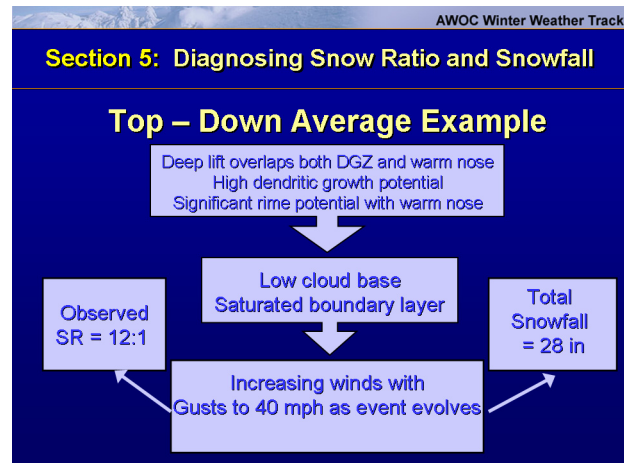 AWOC Winter Weather Track
Section 5: Diagnosing Snow Ratio and Snowfall
Top – Down Average Example
Deep lift overlaps both DGZ and warm nose
High dendritic growth potential
Significant rime potential with warm nose
Low cloud base
Saturated boundary layer
Observed
SR = 12:1
Total
Snowfall
= 28 in
Increasing winds with
Gusts to 40 mph as event evolves